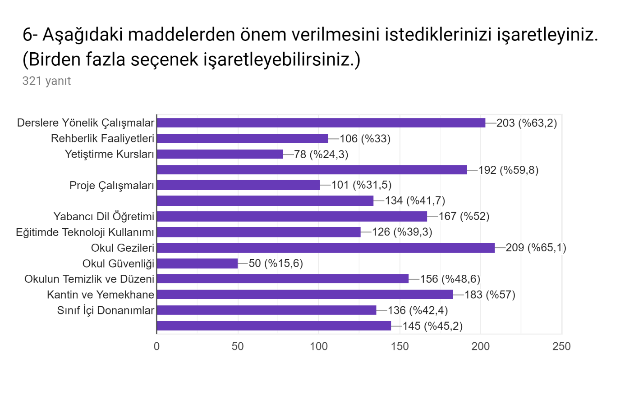 6- Aşağıdaki maddelerden önem verilmesini istediklerinizi işaretleyiniz.
(Birden fazla seçenek işaretleyebilirsiniz.)
321 yanıt
Derslere Yönelik Çalışmalar 203 (%63,2)
Rehberlik Faaliyetleri 106 (%33)
Yetiştirme Kursları 78 (%24,3)
192 (%59,8)
Proje Çalışmaları 101 (%31,5)
134 (%41,7)
Yabancı Dil Öğretimi 167 (%52)
Eğitimde Teknoloji Kullanımı 126 (%39,3)
Okul Gezileri 209 (%65,1)
Okul Güvenliği 50 (%15,6)
Okulun Temizlik ve Düzeni 156 (%48,6)
Kantin ve Yemekhane 183 (%57)
Sınıf İçi Donanımlar 136 (%42,4)
145 (%45,2)
0 50 100 150 200 250